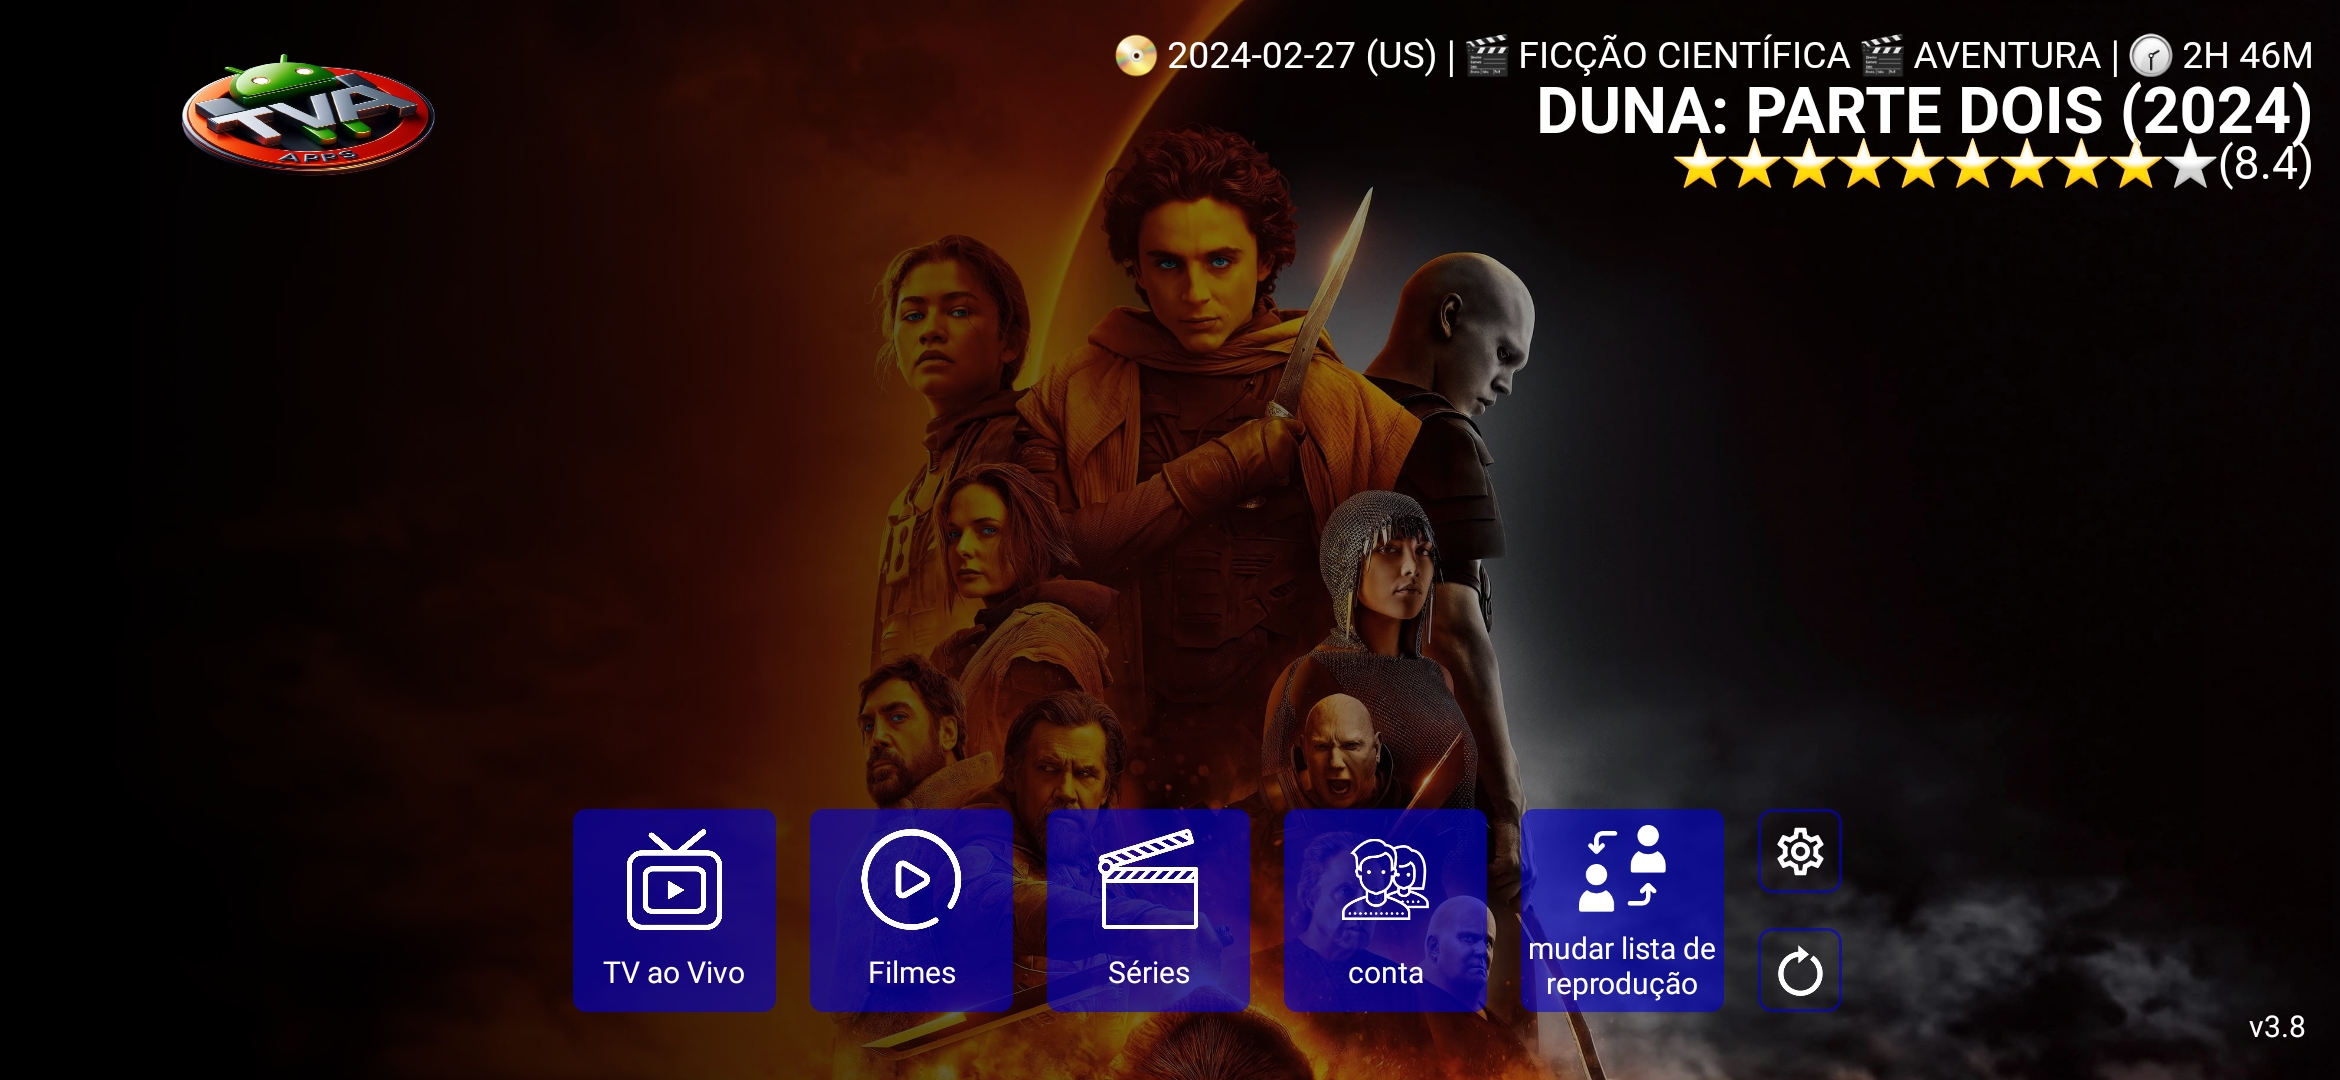 TVA
APPS
2024-02-27 (US) | FICÇÃO CIENTÍFICA AVENTURA | 2H 46M
DUNA: PARTE DOIS (2024)
(8.4)
TV ao Vivo
Filmes
Séries
conta
mudar lista de
reprodução
v3.8